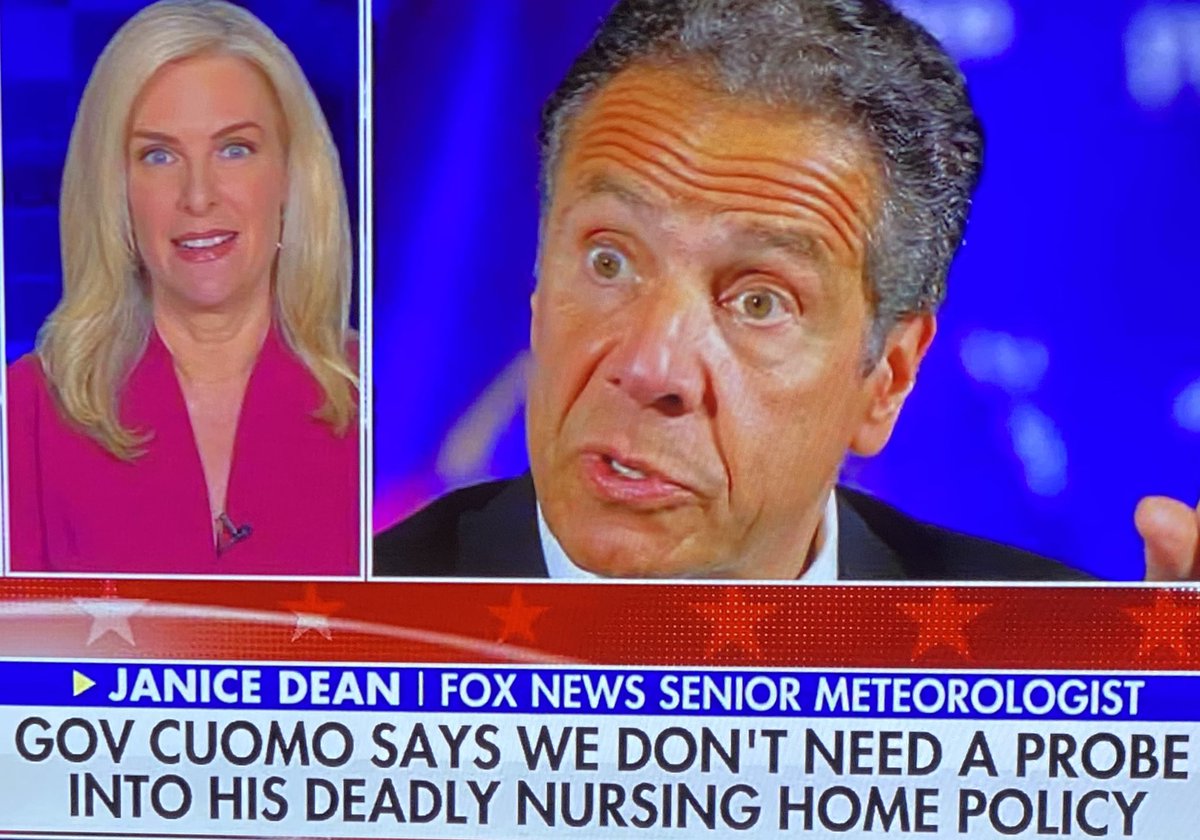 JANICE DEAN | FOX NEWS SENIOR METEOROLOGIST
GOV CUOMO SAYS WE DON'T NEED A PROBE
INTO HIS DEADLY NURSING HOME POLICY